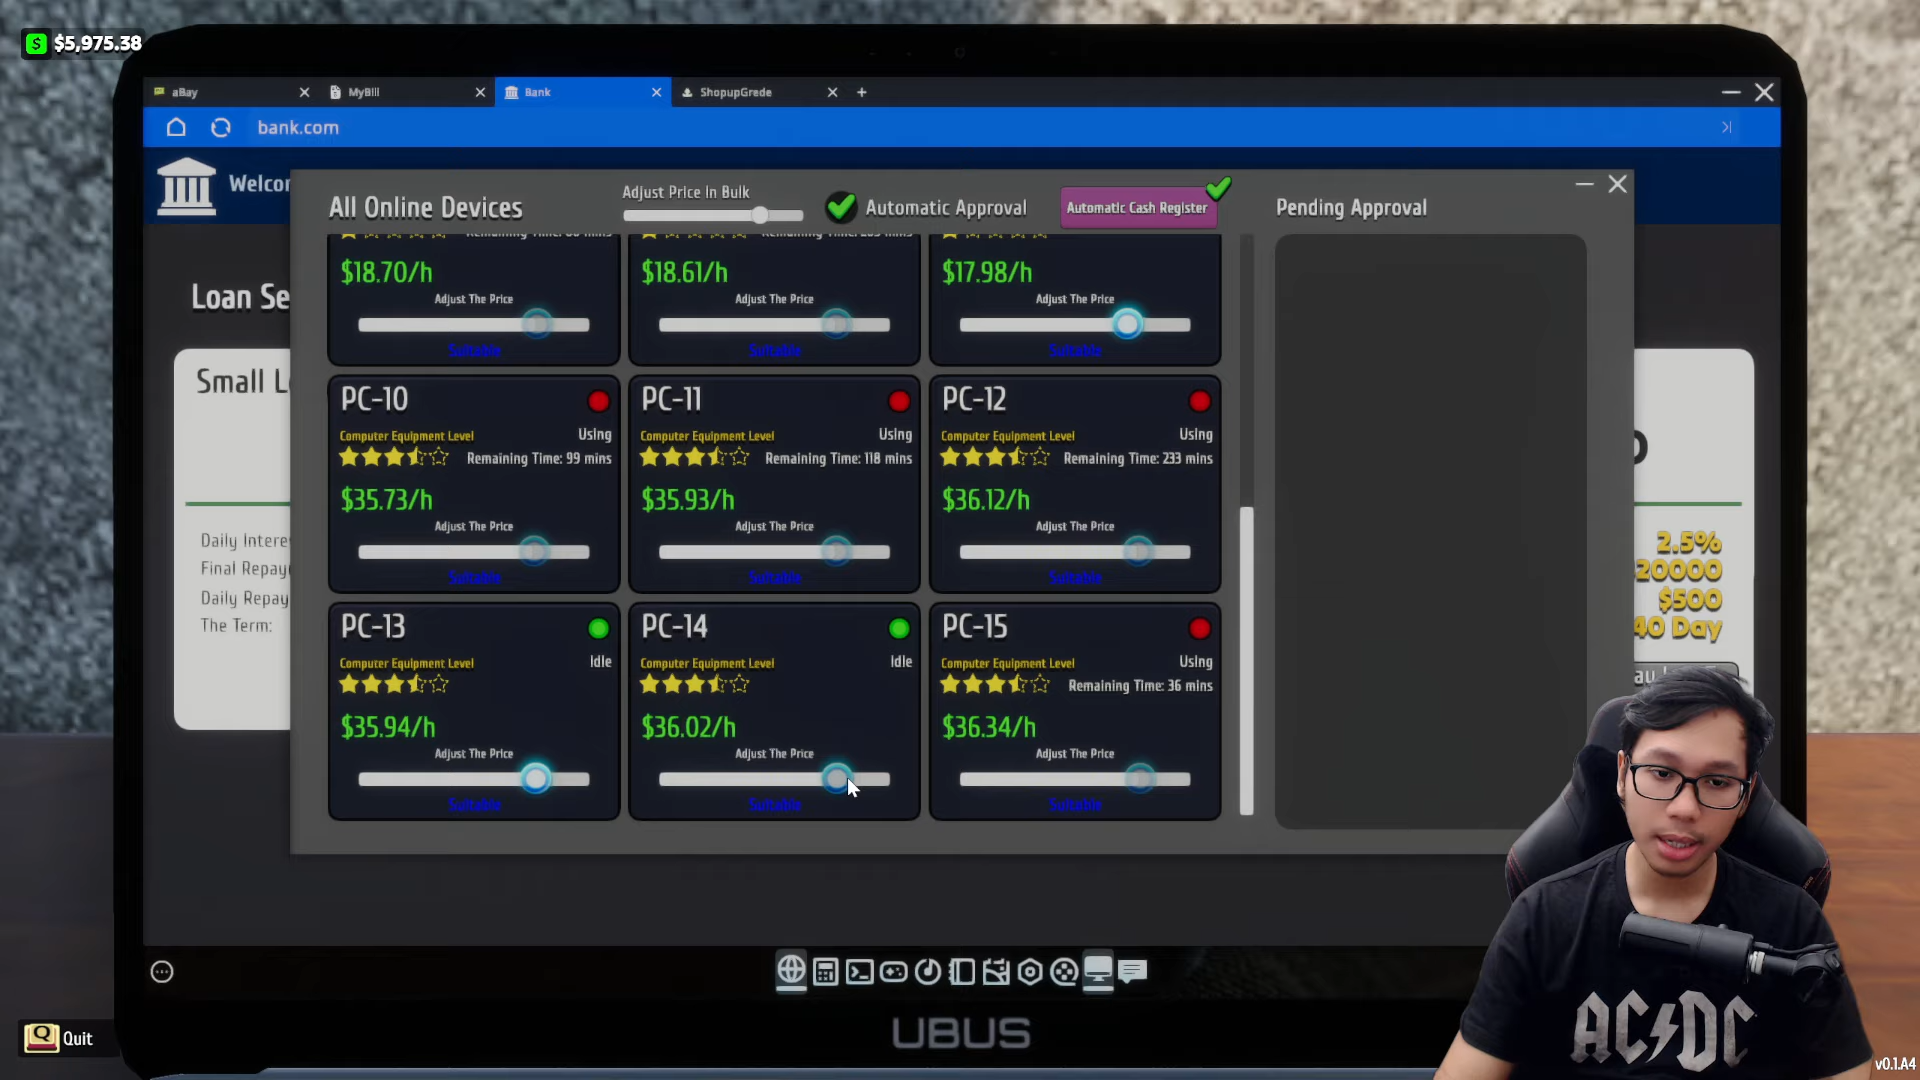 $ $5,975.38
aBay
MyBill
Bank
ShopupGrede
bank.com
Welco
All Online Devices
Adjust Price In Bulk
Automatic Approval
Automatic Cash Register
Pending Approval
Loan Se
Small L
Daily Intere
Final Repay
Daily Repay
The Term:
$18.70/h
Adjust The Price
Suitable
$18.61/h
Adjust The Price
Suitable
$17.98/h
Adjust The Price
Suitable
PC-10
Computer Equipment Level
Using
Remaining Time: 99 mins
$35.73/h
Adjust The Price
Suitable
PC-11
Computer Equipment Level
Using
Remaining Time: 118 mins
$35.93/h
Adjust The Price
Suitable
PC-12
Computer Equipment Level
Using
Remaining Time: 233 mins
$36.12/h
Adjust The Price
Suitable
PC-13
Computer Equipment Level
Idle
$35.94/h
Adjust The Price
Suitable
PC-14
Computer Equipment Level
Idle
$36.02/h
Adjust The Price
Suitable
PC-15
Computer Equipment Level
Using
Remaining Time: 36 mins
$36.34/h
Adjust The Price
Suitable
2.5%
20000
$500
40 Day
UBUS
Q Quit
AC DC
v0.1.A4